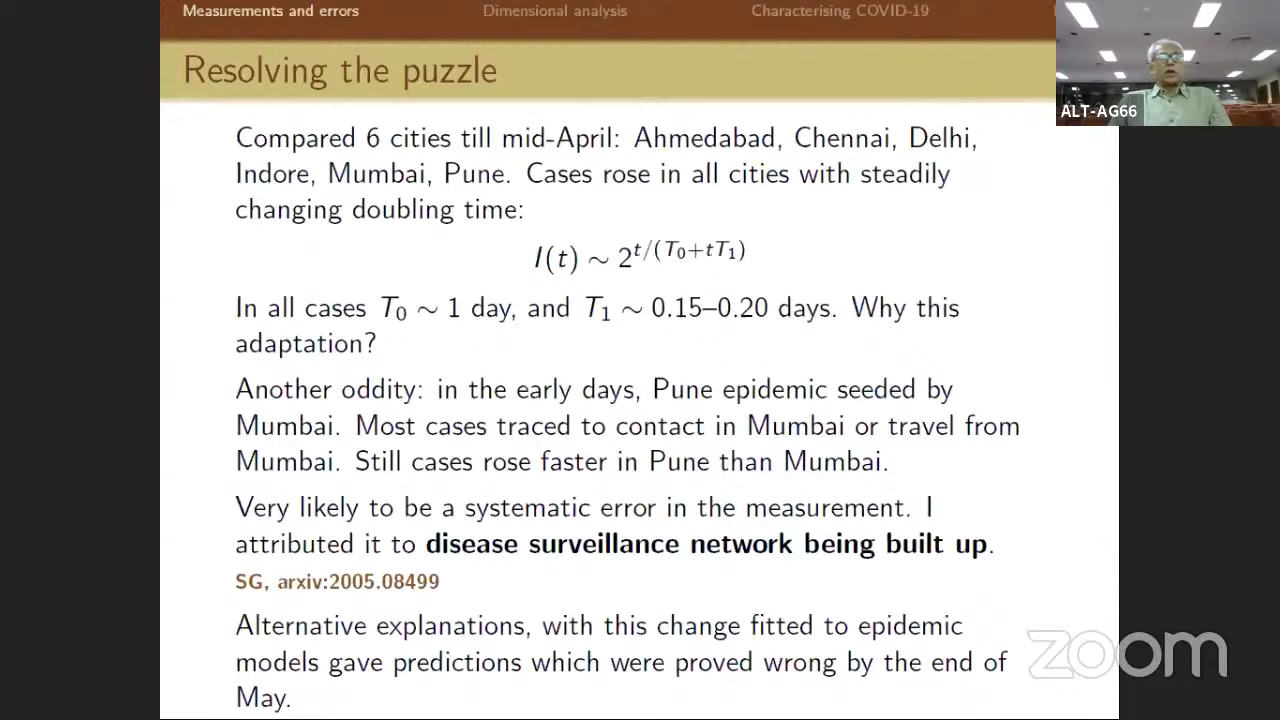 Measurements and errors Dimensional analysis Characterising COVID-19
Resolving the puzzle
ALT-AG66
Compared 6 cities till mid-April: Ahmedabad, Chennai, Delhi,
Indore, Mumbai, Pune. Cases rose in all cities with steadily
changing doubling time:
I(t) ∼ 2^{t/(T₀+tT₁)}
In all cases T₀ ∼ 1 day, and T₁ ∼ 0.15–0.20 days. Why this
adaptation?
Another oddity: in the early days, Pune epidemic seeded by
Mumbai. Most cases traced to contact in Mumbai or travel from
Mumbai. Still cases rose faster in Pune than Mumbai.
Very likely to be a systematic error in the measurement. I
attributed it to disease surveillance network being built up.
SG, arxiv:2005.08499
Alternative explanations, with this change fitted to epidemic
models gave predictions which were proved wrong by the end of
May.
zoom